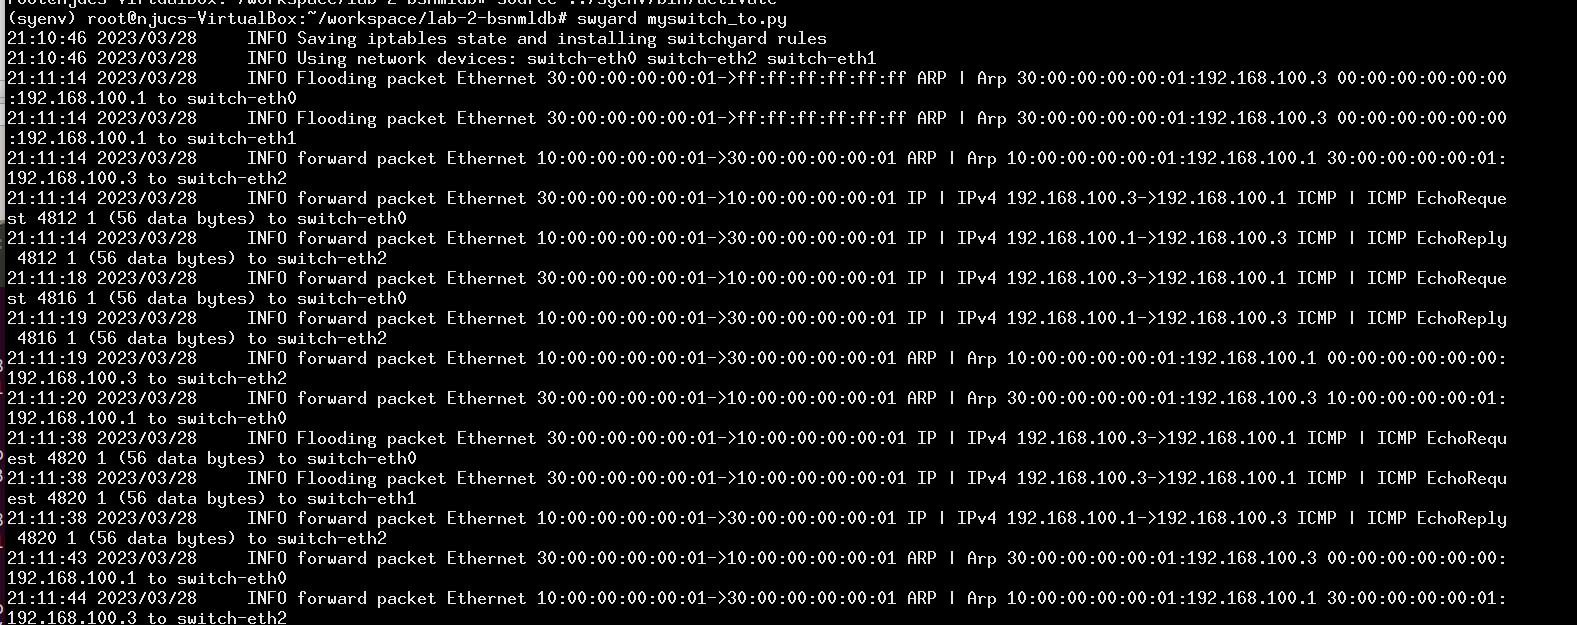 (syenv) root@njucs-VirtualBox:~/workspace/lab-2-bsnmldb# source ../syenv/bin/activate
(syenv) root@njucs-VirtualBox:~/workspace/lab-2-bsnmldb# swyard myswitch_to.py
21:10:46 2023/03/28     INFO Saving iptables state and installing switchyard rules
21:10:46 2023/03/28     INFO Using network devices: switch-eth0 switch-eth2 switch-eth1
21:11:14 2023/03/28     INFO Flooding packet Ethernet 30:00:00:00:00:01->ff:ff:ff:ff:ff:ff ARP | Arp 30:00:00:00:00:01:192.168.100.3 00:00:00:00:00:00
:192.168.100.1 to switch-eth0
21:11:14 2023/03/28     INFO Flooding packet Ethernet 30:00:00:00:00:01->ff:ff:ff:ff:ff:ff ARP | Arp 30:00:00:00:00:01:192.168.100.3 00:00:00:00:00:00
:192.168.100.1 to switch-eth1
21:11:14 2023/03/28     INFO forward packet Ethernet 10:00:00:00:00:01->30:00:00:00:00:01 ARP | Arp 10:00:00:00:00:01:192.168.100.1 30:00:00:00:00:01:
192.168.100.3 to switch-eth2
21:11:14 2023/03/28     INFO forward packet Ethernet 30:00:00:00:00:01->10:00:00:00:00:01 IP | IPv4 192.168.100.3->192.168.100.1 ICMP | ICMP EchoReque
st 4812 1 (56 data bytes) to switch-eth0
21:11:14 2023/03/28     INFO forward packet Ethernet 10:00:00:00:00:01->30:00:00:00:00:01 IP | IPv4 192.168.100.1->192.168.100.3 ICMP | ICMP EchoReply
 4812 1 (56 data bytes) to switch-eth2
21:11:18 2023/03/28     INFO forward packet Ethernet 30:00:00:00:00:01->10:00:00:00:00:01 IP | IPv4 192.168.100.3->192.168.100.1 ICMP | ICMP EchoReque
st 4816 1 (56 data bytes) to switch-eth0
21:11:19 2023/03/28     INFO forward packet Ethernet 10:00:00:00:00:01->30:00:00:00:00:01 IP | IPv4 192.168.100.1->192.168.100.3 ICMP | ICMP EchoReply
 4816 1 (56 data bytes) to switch-eth2
21:11:19 2023/03/28     INFO forward packet Ethernet 10:00:00:00:00:01->30:00:00:00:00:01 ARP | Arp 10:00:00:00:00:01:192.168.100.1 00:00:00:00:00:00:
192.168.100.3 to switch-eth2
21:11:20 2023/03/28     INFO forward packet Ethernet 30:00:00:00:00:01->10:00:00:00:00:01 ARP | Arp 30:00:00:00:00:01:192.168.100.3 10:00:00:00:00:01:
192.168.100.1 to switch-eth0
21:11:38 2023/03/28     INFO Flooding packet Ethernet 30:00:00:00:00:01->10:00:00:00:00:01 IP | IPv4 192.168.100.3->192.168.100.1 ICMP | ICMP EchoRequ
est 4820 1 (56 data bytes) to switch-eth0
21:11:38 2023/03/28     INFO Flooding packet Ethernet 30:00:00:00:00:01->10:00:00:00:00:01 IP | IPv4 192.168.100.3->192.168.100.1 ICMP | ICMP EchoRequ
est 4820 1 (56 data bytes) to switch-eth1
21:11:38 2023/03/28     INFO forward packet Ethernet 10:00:00:00:00:01->30:00:00:00:00:01 IP | IPv4 192.168.100.1->192.168.100.3 ICMP | ICMP EchoReply
 4820 1 (56 data bytes) to switch-eth2
21:11:43 2023/03/28     INFO forward packet Ethernet 30:00:00:00:00:01->10:00:00:00:00:01 ARP | Arp 30:00:00:00:00:01:192.168.100.3 00:00:00:00:00:00:
192.168.100.1 to switch-eth0
21:11:44 2023/03/28     INFO forward packet Ethernet 10:00:00:00:00:01->30:00:00:00:00:01 ARP | Arp 10:00:00:00:00:01:192.168.100.1 30:00:00:00:00:01:
192.168.100.3 to switch-eth2